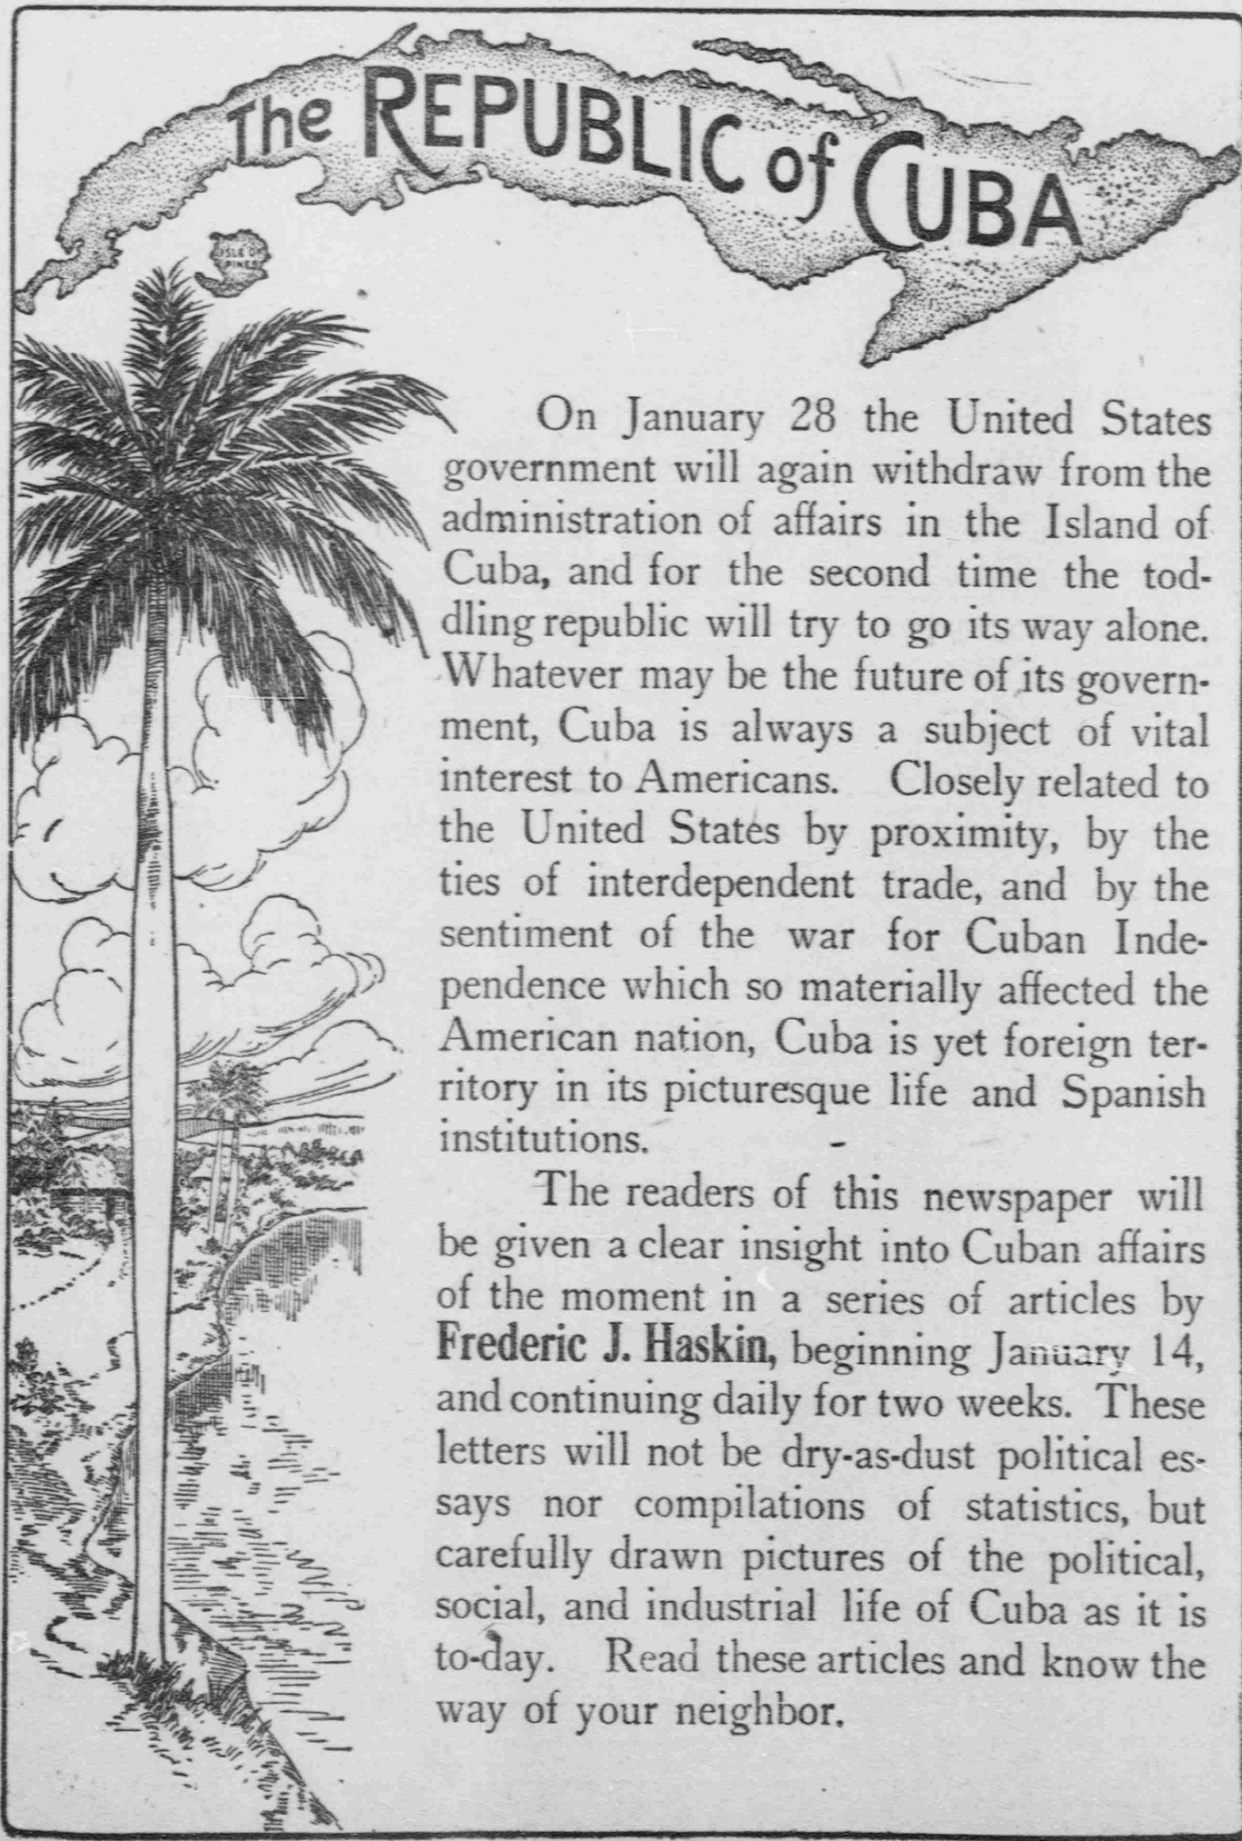 The REPUBLIC of CUBA
ISLE OF
PINES
On January 28 the United States
government will again withdraw from the
administration of affairs in the Island of
Cuba, and for the second time the tod-
dling republic will try to go its way alone.
Whatever may be the future of its govern-
ment, Cuba is always a subject of vital
interest to Americans. Closely related to
the United States by proximity, by the
ties of interdependent trade, and by the
sentiment of the war for Cuban Inde-
pendence which so materially affected the
American nation, Cuba is yet foreign ter-
ritory in its picturesque life and Spanish
institutions.
The readers of this newspaper will
be given a clear insight into Cuban affairs
of the moment in a series of articles by
Frederic J. Haskin, beginning January 14,
and continuing daily for two weeks. These
letters will not be dry-as-dust political es-
says nor compilations of statistics, but
carefully drawn pictures of the political,
social, and industrial life of Cuba as it is
to-day. Read these articles and know the
way of your neighbor.